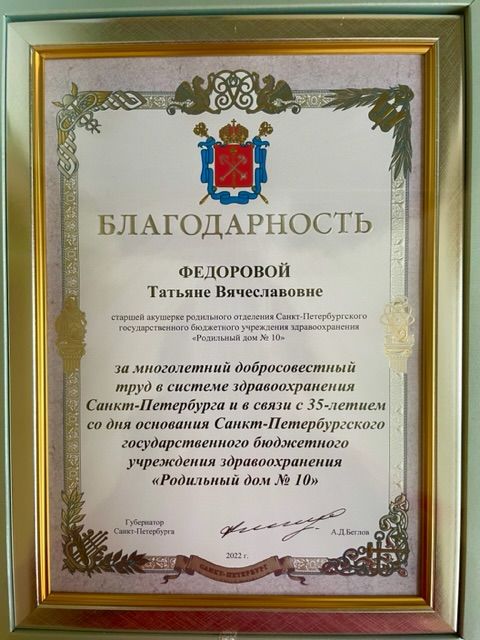 БЛАГОДАРНОСТЬ
ФЕДОРОВОЙ
Татьяне Вячеславовне
старшей акушерке родильного отделения Санкт-Петербургского
государственного бюджетного учреждения здравоохранения
«Родильный дом № 10»
за многолетний добросовестный
труд в системе здравоохранения
Санкт-Петербурга и в связи с 35-летием
со дня основания Санкт-Петербургского
государственного бюджетного
учреждения здравоохранения
«Родильный дом № 10»
Губернатор
Санкт-Петербурга
А.Д.Беглов
2022 г.
САНКТ-ПЕТЕРБУРГ